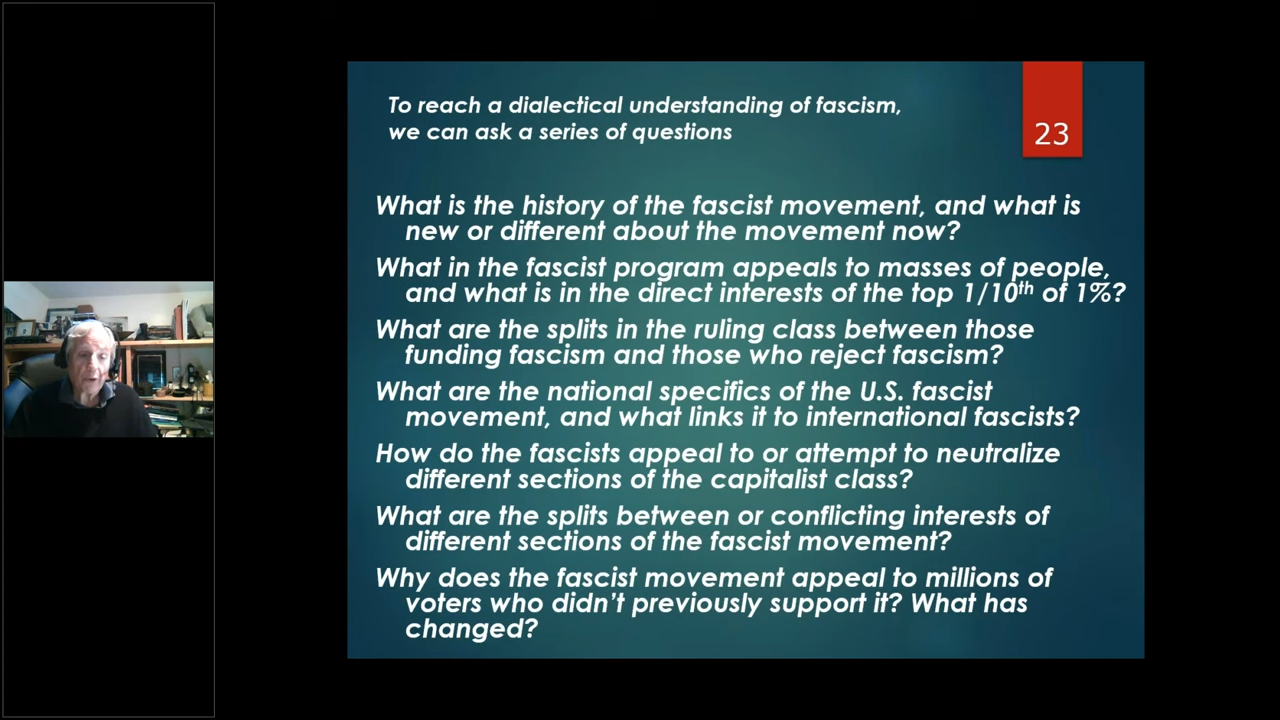 To reach a dialectical understanding of fascism,
we can ask a series of questions
23
What is the history of the fascist movement, and what is
new or different about the movement now?
What in the fascist program appeals to masses of people,
and what is in the direct interests of the top 1/10th of 1%?
What are the splits in the ruling class between those
funding fascism and those who reject fascism?
What are the national specifics of the U.S. fascist
movement, and what links it to international fascists?
How do the fascists appeal to or attempt to neutralize
different sections of the capitalist class?
What are the splits between or conflicting interests of
different sections of the fascist movement?
Why does the fascist movement appeal to millions of
voters who didn't previously support it? What has
changed?